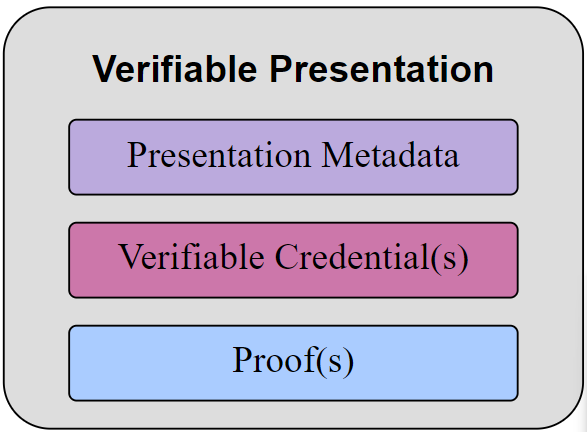 Verifiable Presentation
Presentation Metadata
Verifiable Credential(s)
Proof(s)